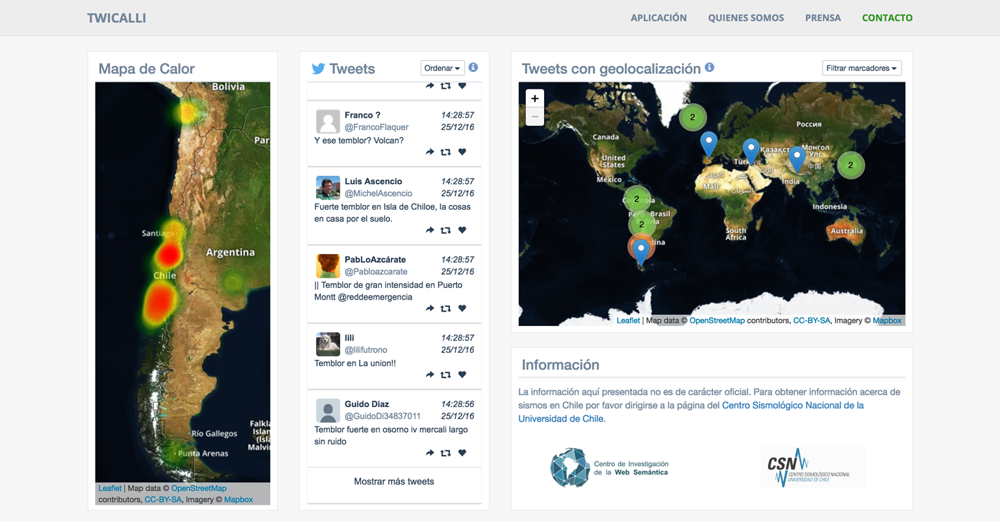 TWICALLI
APLICACIÓN
QUIENES SOMOS
PRENSA
CONTACTO
Mapa de Calor
Bolivia
Santiago
Argentina
Chile
Río Gallegos
Punta Arenas
Leaflet | Map data © OpenStreetMap
contributors, CC-BY-SA, Imagery © Mapbox
Tweets
Ordenar
Franco ?
14:28:57
@FrancoFlaquer
25/12/16
Y ese temblor? Volcan?
Luis Ascencio
14:28:57
@MichelAscencio
25/12/16
Fuerte temblor en Isla de Chiloe, la cosas
en casa por el suelo.
PabLoAzcárate
14:28:57
@Pabloazcarate
25/12/16
|| Temblor de gran intensidad en Puerto
Montt @reddeemergencia
lili
14:28:57
@lilifutrono
25/12/16
Temblor en La union!!
Guido Diaz
14:28:56
@GuidoDi34837011
25/12/16
Temblor fuerte en osorno iv mercali largo
sin ruido
Mostrar más tweets
Tweets con geolocalización
Filtrar marcadores
+
−
2
Россия
Canada
United
States
México
Казақст
Монгол
Улс
中国
Mali
India
2
2
Brasil
2
Indonesia
South
Africa
Australia
Leaflet | Map data © OpenStreetMap contributors, CC-BY-SA, Imagery © Mapbox
Información
La información aquí presentada no es de carácter oficial. Para obtener información acerca de
sismos en Chile por favor dirigirse a la página del Centro Sismológico Nacional de la
Universidad de Chile.
Centro de Investigación
de la Web Semántica
CSN
CENTRO SISMOLÓGICO NACIONAL
UNIVERSIDAD DE CHILE